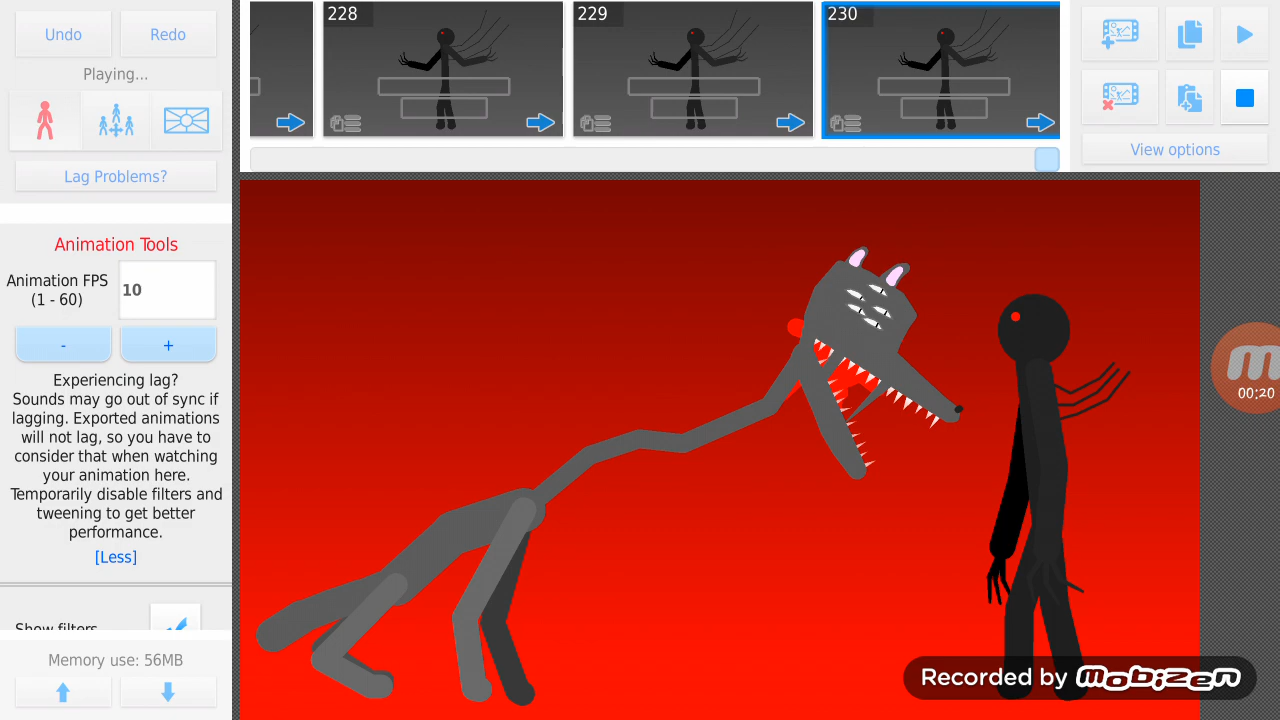 Undo
Redo
Playing...
Lag Problems?
Animation Tools
Animation FPS
(1 - 60)
10
-
+
Experiencing lag?
Sounds may go out of sync if
lagging. Exported animations
will not lag, so you have to
consider that when watching
your animation here.
Temporarily disable filters and
tweening to get better
performance.
[Less]
Show filters
Memory use: 56MB
228
229
230
View options
00:20
Recorded by mobizen